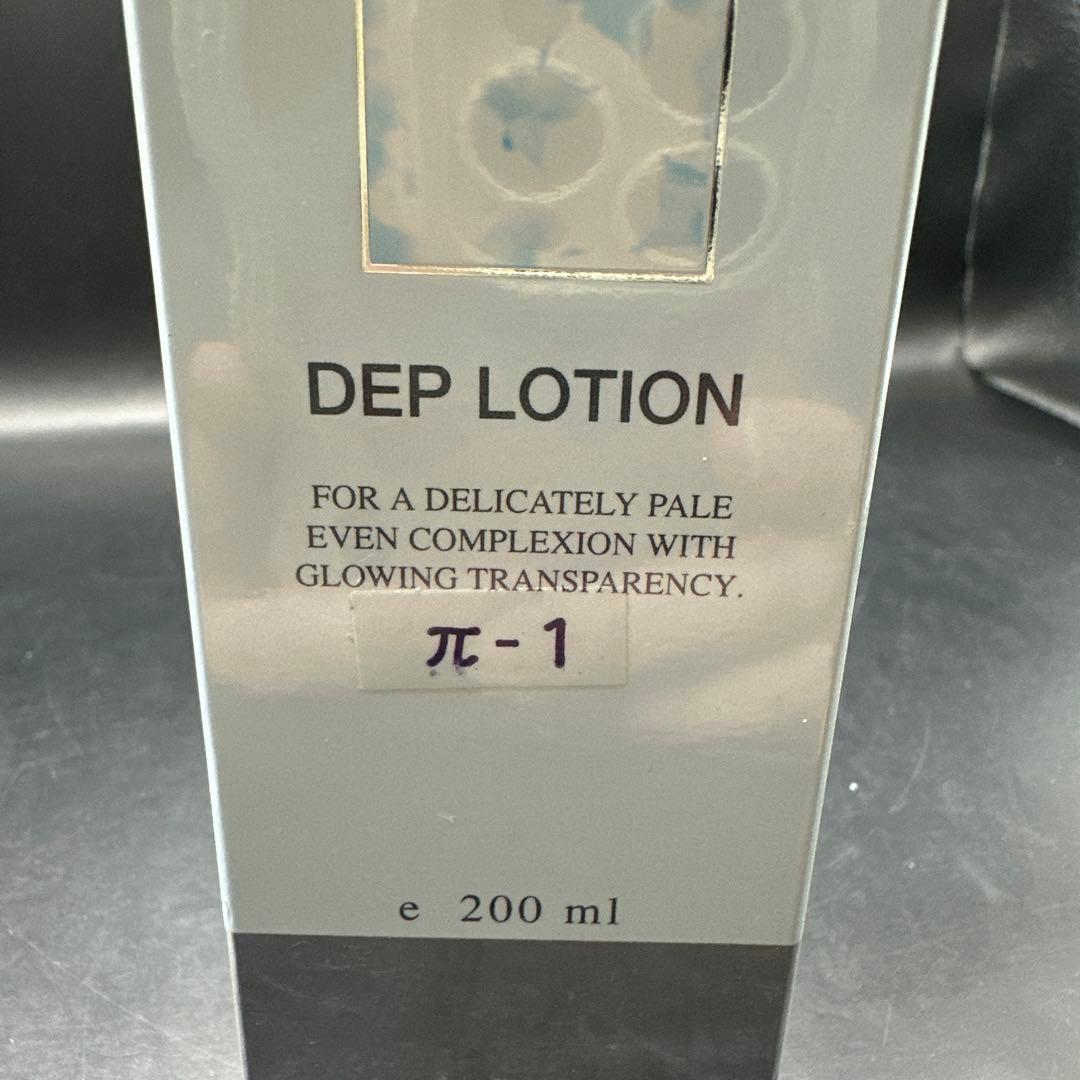 DEP LOTION
FOR A DELICATELY PALE
EVEN COMPLEXION WITH
GLOWING TRANSPARENCY.
π-1
e 200 ml